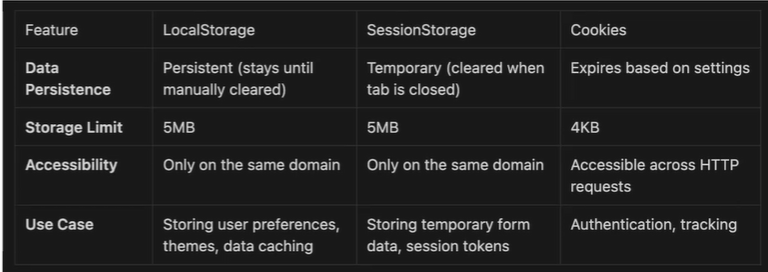 Feature LocalStorage SessionStorage Cookies
Data Persistence Persistent (stays until manually cleared) Temporary (cleared when tab is closed) Expires based on settings
Storage Limit 5MB 5MB 4KB
Accessibility Only on the same domain Only on the same domain Accessible across HTTP requests
Use Case Storing user preferences, themes, data caching Storing temporary form data, session tokens Authentication, tracking